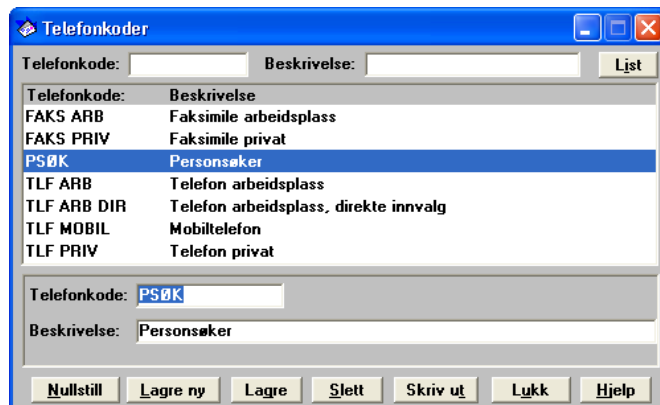 Telefonkoder
Telefonkode: Beskrivelse: List
Telefonkode: Beskrivelse
FAKS ARB Faksimile arbeidsplass
FAKS PRIV Faksimile privat
PSØK Personsøker
TLF ARB Telefon arbeidsplass
TLF ARB DIR Telefon arbeidsplass, direkte innvalg
TLF MOBIL Mobiltelefon
TLF PRIV Telefon privat
Telefonkode: PSØK
Beskrivelse: Personsøker
Nullstill Lagre ny Lagre Slett Skriv ut Lukk Hjelp